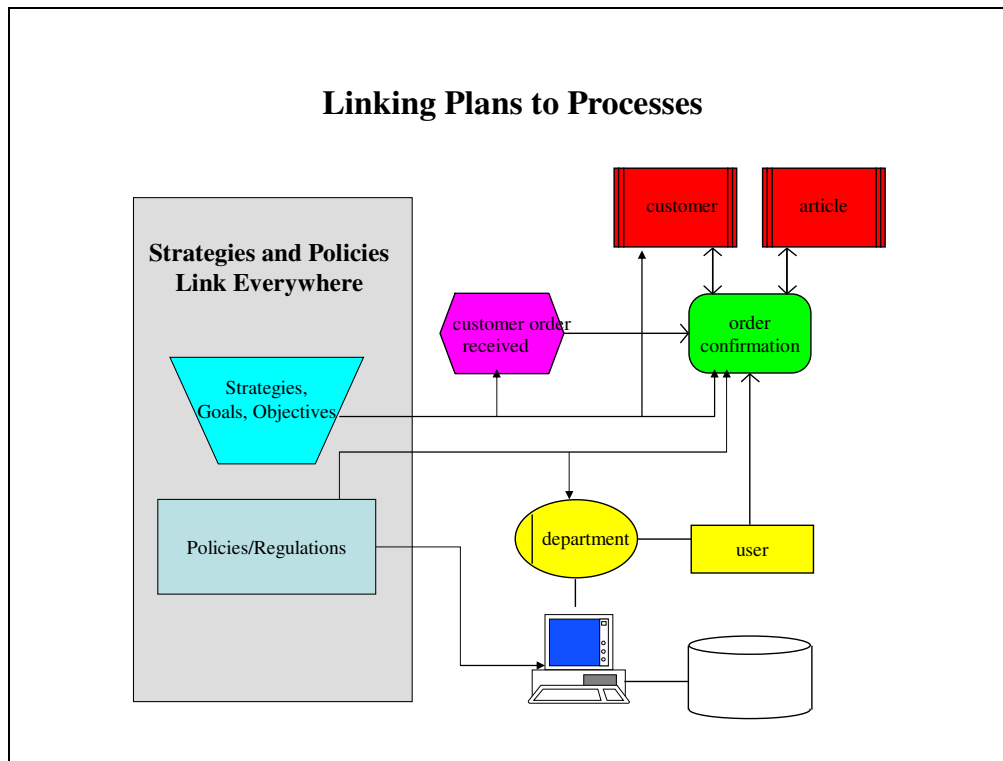 Linking Plans to Processes
Strategies and Policies
Link Everywhere
customer
article
customer order
received
order
confirmation
Strategies,
Goals, Objectives
Policies/Regulations
department
user